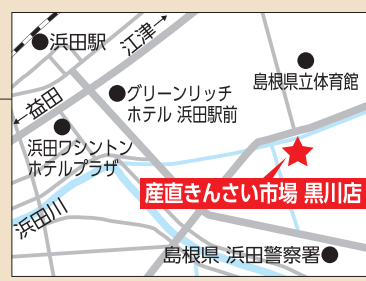 浜田駅
江津
島根県立体育館
グリーンリッチ
ホテル 浜田駅前
益田
浜田ワシントン
ホテルプラザ
産直きんさい市場 黒川店
浜田川
島根県 浜田警察署